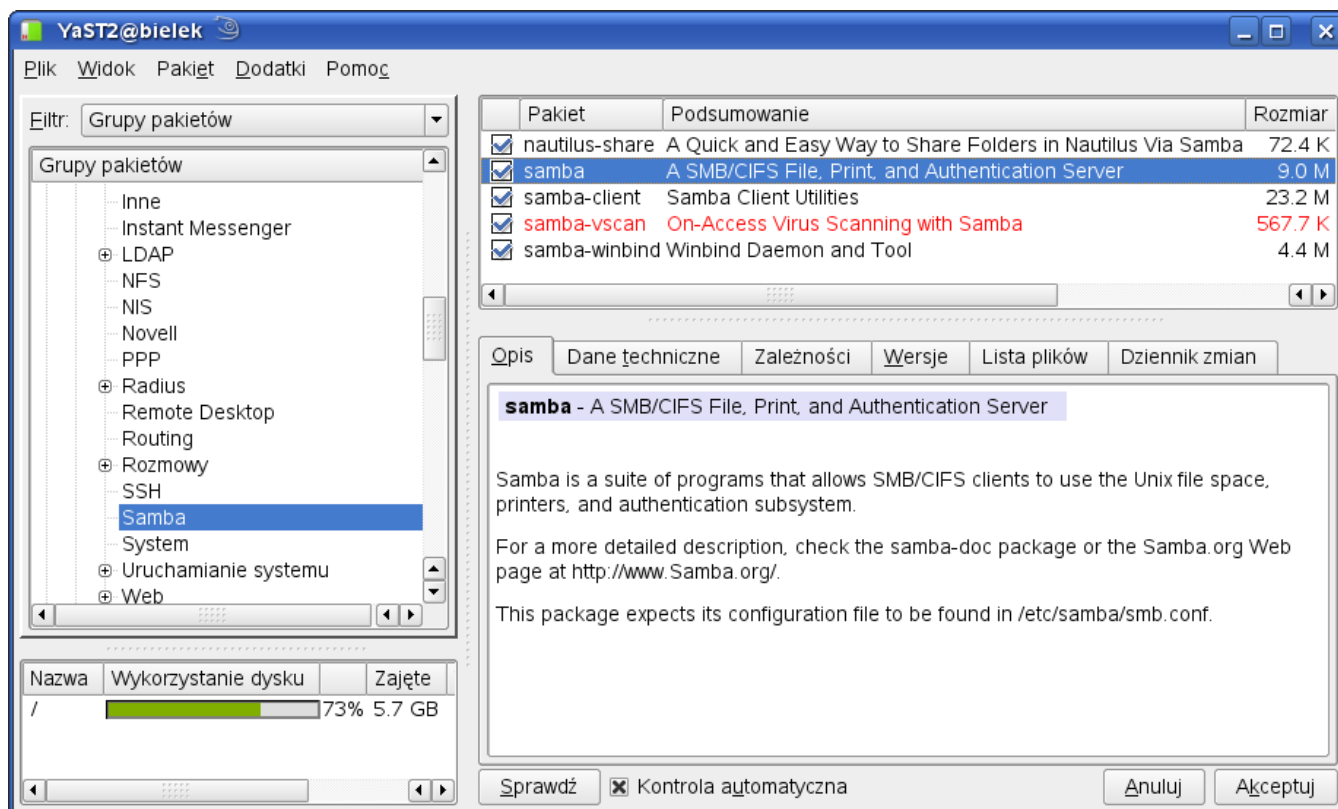 YaST2@bielek
Plik Widok Pakiet Dodatki Pomoc
Filtr: Grupy pakietów
Grupy pakietów
Inne
Instant Messenger
LDAP
NFS
NIS
Novell
PPP
Radius
Remote Desktop
Routing
Rozmowy
SSH
Samba
System
Uruchamianie systemu
Web
Nazwa Wykorzystanie dysku Zajęte
/ 73% 5.7 GB
Pakiet Podsumowanie Rozmiar
nautilus-share A Quick and Easy Way to Share Folders in Nautilus Via Samba 72.4 K
samba A SMB/CIFS File, Print, and Authentication Server 9.0 M
samba-client Samba Client Utilities 23.2 M
samba-vscan On-Access Virus Scanning with Samba 567.7 K
samba-winbind Winbind Daemon and Tool 4.4 M
Opis Dane techniczne Zależności Wersje Lista plików Dziennik zmian
samba - A SMB/CIFS File, Print, and Authentication Server
Samba is a suite of programs that allows SMB/CIFS clients to use the Unix file space,
printers, and authentication subsystem.
For a more detailed description, check the samba-doc package or the Samba.org Web
page at http://www.Samba.org/.
This package expects its configuration file to be found in /etc/samba/smb.conf.
Sprawdź Kontrola automatyczna Anuluj Akceptuj